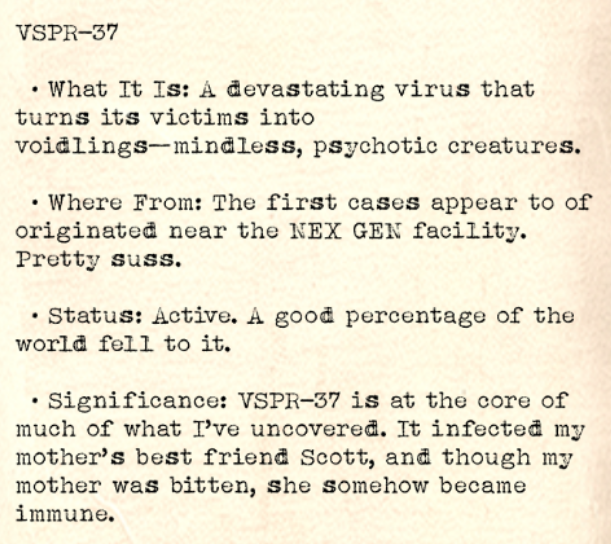 VSPR-37
• What It Is: A devastating virus that
turns its victims into
voidlings—mindless, psychotic creatures.
• Where From: The first cases appear to of
originated near the NEX GEN facility.
Pretty suss.
• Status: Active. A good percentage of the
world fell to it.
• Significance: VSPR-37 is at the core of
much of what I've uncovered. It infected my
mother's best friend Scott, and though my
mother was bitten, she somehow became
immune.